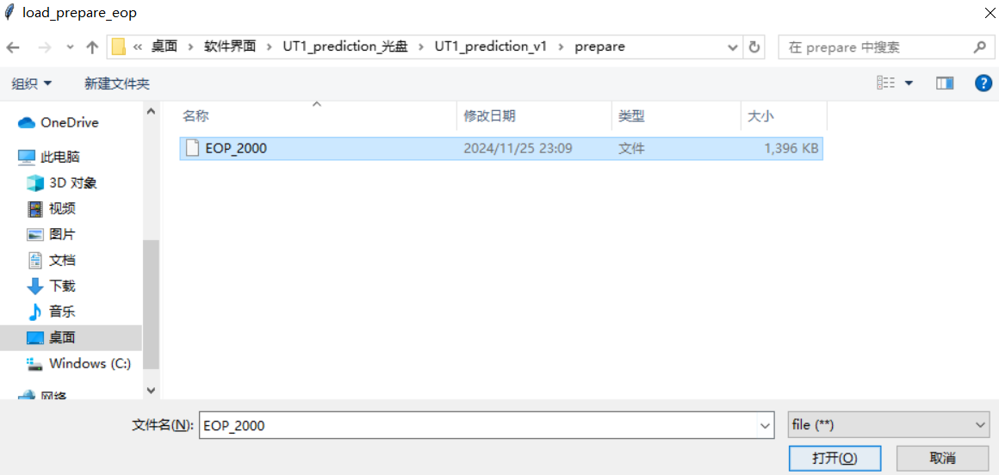 load_prepare_eop
« 桌面 › 软件界面 › UT1_prediction_光盘 › UT1_prediction_v1 › prepare
在 prepare 中搜索
组织 新建文件夹
名称 修改日期 类型 大小
EOP_2000 2024/11/25 23:09 文件 1,396 KB
OneDrive
此电脑
3D 对象
视频
图片
文档
下载
音乐
桌面
Windows (C:)
网络
文件名(N): EOP_2000 file (**)
打开(O) 取消